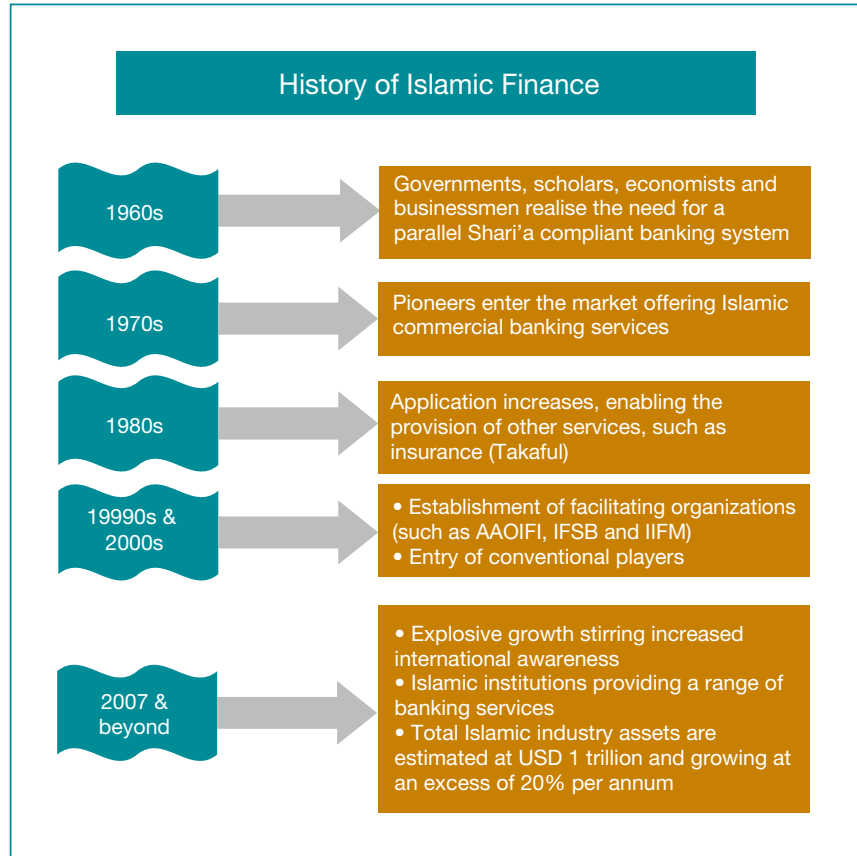 History of Islamic Finance
1960s
Governments, scholars, economists and
businessmen realise the need for a
parallel Shari’a compliant banking system
1970s
Pioneers enter the market offering Islamic
commercial banking services
1980s
Application increases, enabling the
provision of other services, such as
insurance (Takaful)
19990s &
2000s
• Establishment of facilitating organizations
(such as AAOIFI, IFSB and IIFM)
• Entry of conventional players
2007 &
beyond
• Explosive growth stirring increased
international awareness
• Islamic institutions providing a range of
banking services
• Total Islamic industry assets are
estimated at USD 1 trillion and growing at
an excess of 20% per annum